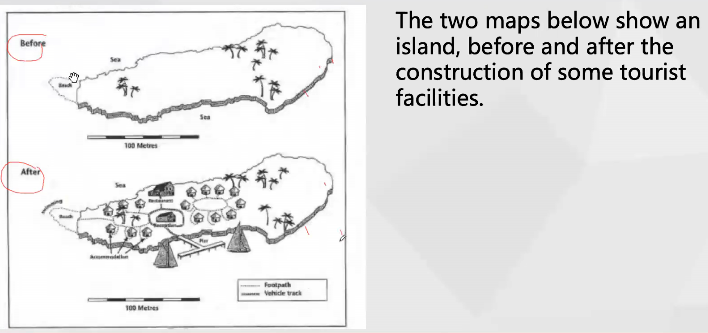 The two maps below show an
island, before and after the
construction of some tourist
facilities.
Before
Sea
Beach
Sea
100 Metres
After
Sea
Restaurant
Beach
Reception
Pier
Accommodation
Footpath
Vehicle track
100 Metres